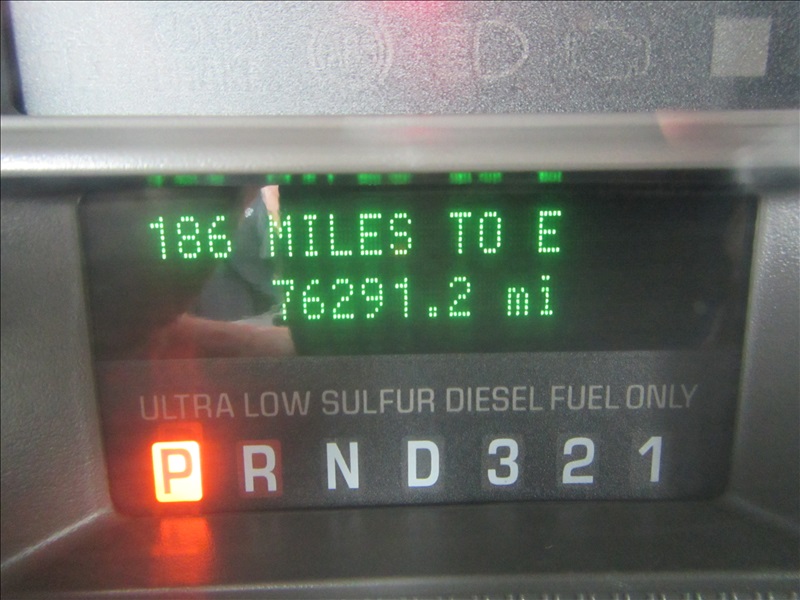 186 MILES TO E
76291.2 mi
ULTRA LOW SULFUR DIESEL FUEL ONLY
P R N D 3 2 1